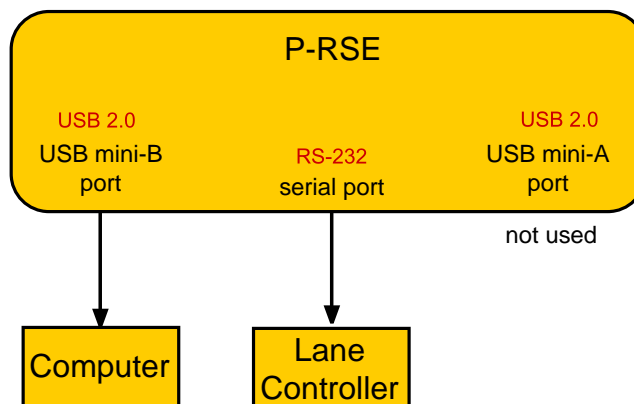 P-RSE
USB 2.0
USB mini-B
port
RS-232
serial port
USB 2.0
USB mini-A
port
not used
Computer
Lane
Controller